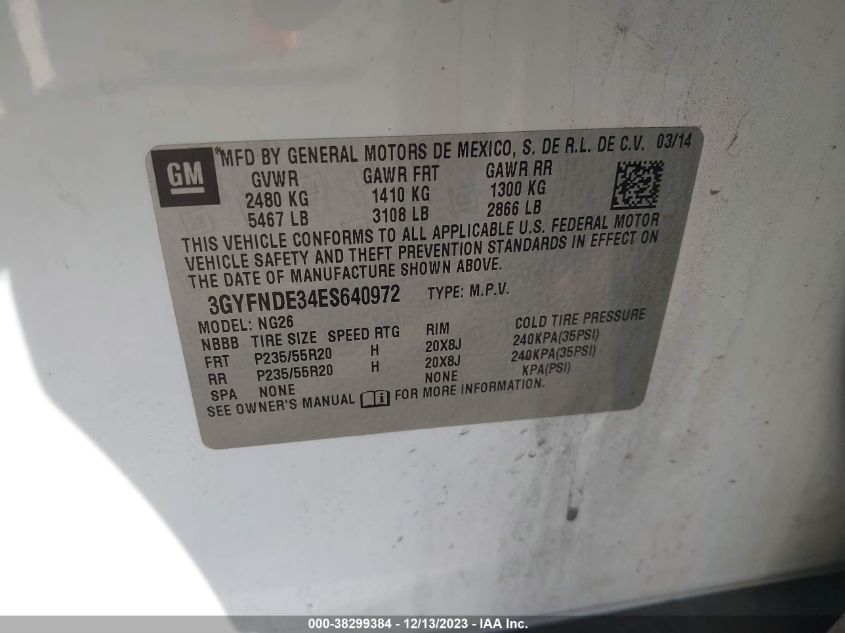 GM
MFD BY GENERAL MOTORS DE MEXICO, S. DE R.L. DE C.V. 03/14
GVWR GAWR FRT GAWR RR
2480 KG 1410 KG 1300 KG
5467 LB 3108 LB 2866 LB
THIS VEHICLE CONFORMS TO ALL APPLICABLE U.S. FEDERAL MOTOR
VEHICLE SAFETY AND THEFT PREVENTION STANDARDS IN EFFECT ON
THE DATE OF MANUFACTURE SHOWN ABOVE.
3GYFNDE34ES640972 TYPE: M.P.V.
MODEL: NG26
NBBB TIRE SIZE SPEED RTG RIM COLD TIRE PRESSURE
FRT P235/55R20 H 20X8J 240KPA(35PSI)
RR P235/55R20 H 20X8J 240KPA(35PSI)
SPA NONE NONE KPA(PSI)
SEE OWNER'S MANUAL i FOR MORE INFORMATION.
000-38299384 - 12/13/2023 - IAA Inc.